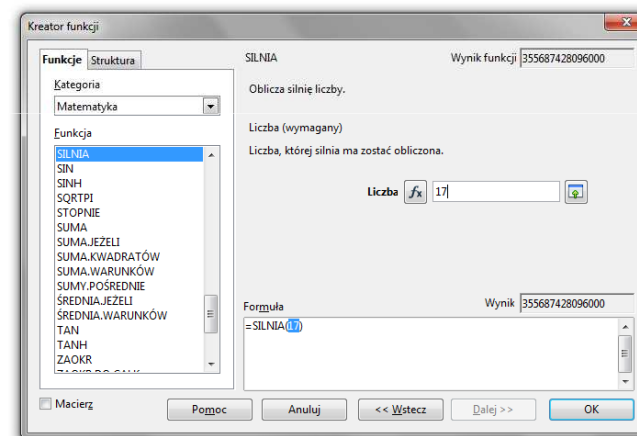 Kreator funkcji
Funkcje Struktura
Kategoria
Matematyka
Funkcja
SILNIA
SIN
SINH
SQRTPI
STOPNIE
SUMA
SUMA.JEŻELI
SUMA.KWADRATÓW
SUMA.WARUNKÓW
SUMY.POŚREDNIE
ŚREDNIA.JEŻELI
ŚREDNIA.WARUNKÓW
TAN
TANH
ZAOKR
SILNIA Wynik funkcji 355687428096000
Oblicza silnię liczby.
Liczba (wymagany)
Liczba, której silnia ma zostać obliczona.
Liczba fx 17
Formuła Wynik 355687428096000
=SILNIA(17)
Macierz Pomoc Anuluj << Wstecz Dalej >> OK